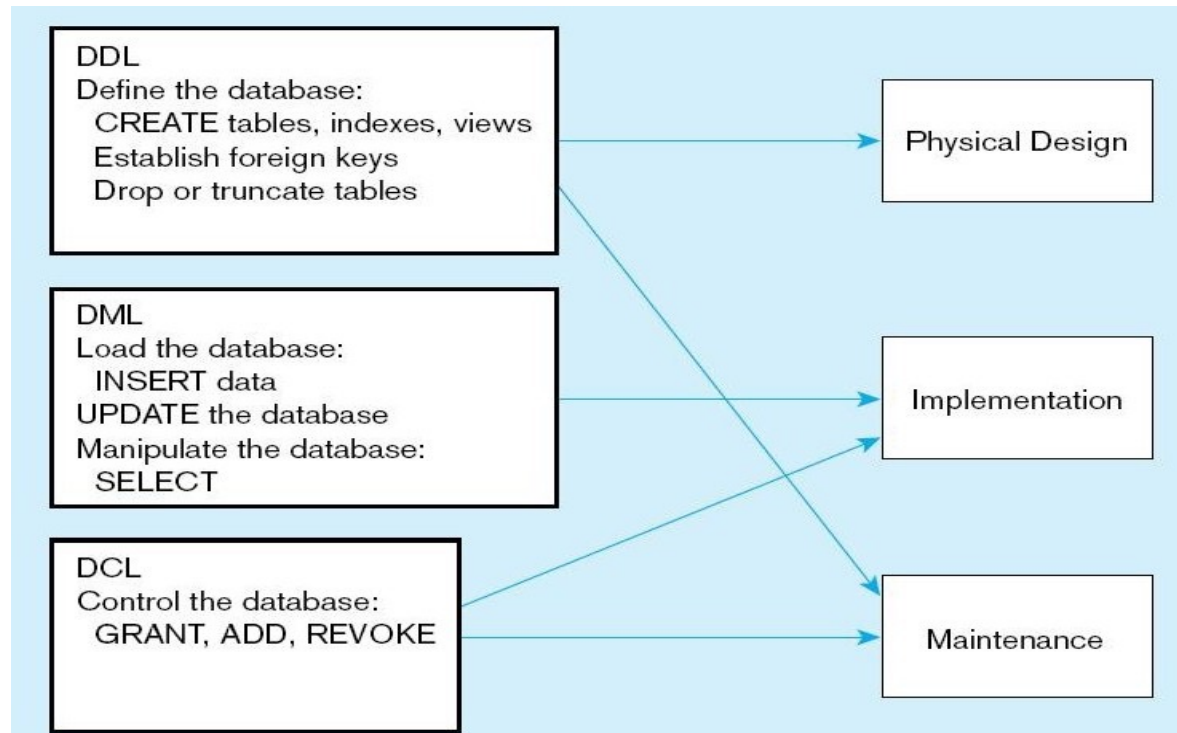 DDL
Define the database:
CREATE tables, indexes, views
Establish foreign keys
Drop or truncate tables
Physical Design
DML
Load the database:
INSERT data
UPDATE the database
Manipulate the database:
SELECT
Implementation
DCL
Control the database:
GRANT, ADD, REVOKE
Maintenance